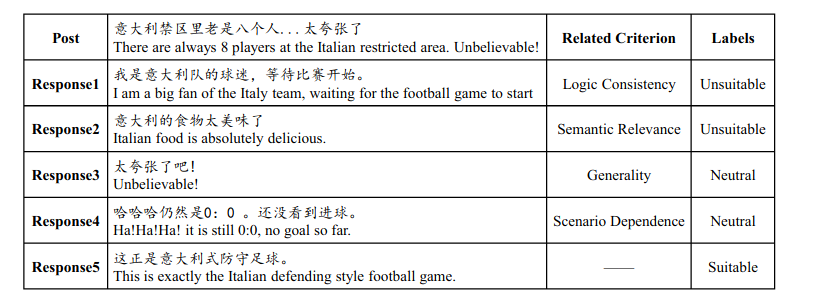 Post
意大利禁区里老是八个人...太夸张了
There are always 8 players at the Italian restricted area. Unbelievable!
Related Criterion
Labels
Response1
我是意大利队的球迷，等待比赛开始。
I am a big fan of the Italy team, waiting for the football game to start
Logic Consistency
Unsuitable
Response2
意大利的食物太美味了
Italian food is absolutely delicious.
Semantic Relevance
Unsuitable
Response3
太夸张了吧！
Unbelievable!
Generality
Neutral
Response4
哈哈哈仍然是0：0 。还没看到进球。
Ha!Ha!Ha! it is still 0:0, no goal so far.
Scenario Dependence
Neutral
Response5
这正是意大利式防守足球。
This is exactly the Italian defending style football game.
——
Suitable